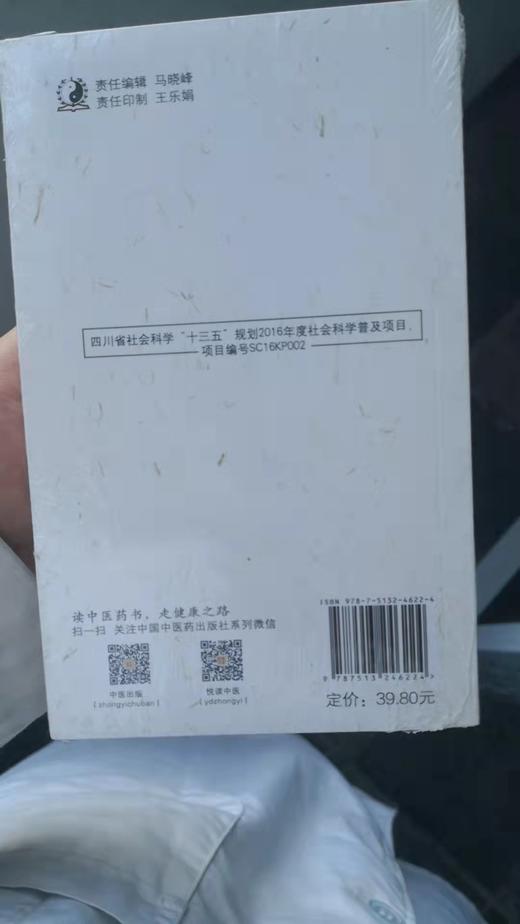 责任编辑 马晓峰
责任印制 王乐娟
四川省社会科学“十三五”规划2016年度社会科学普及项目，
项目编号SC16KP002
读中医药书，走健康之路
扫一扫 关注中国中医药出版社系列微信
中医出版
(zhongyichuban)
悦读中医
(ydzhongyi)
ISBN 978-7-5132-4622-4
9 787513 246224 >
定价：39.80元